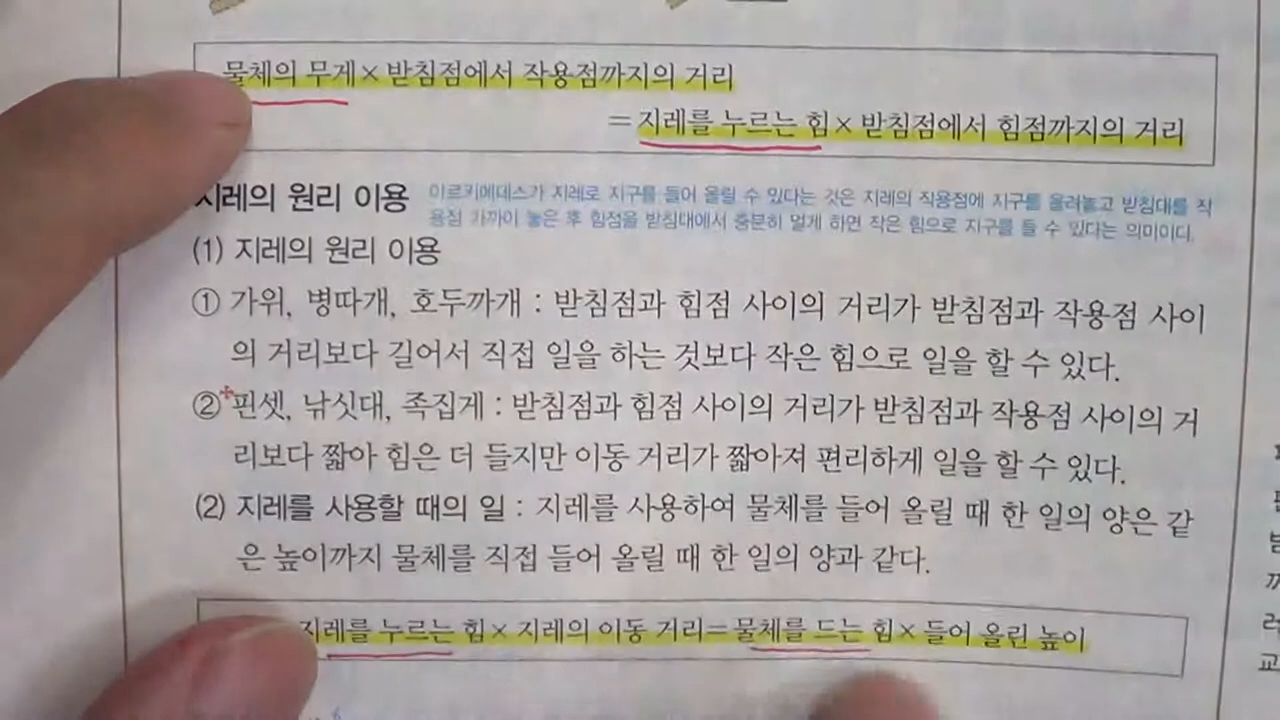 물체의 무게×받침점에서 작용점까지의 거리
=지레를 누르는 힘×받침점에서 힘점까지의 거리
지레의 원리 이용
아르키메데스가 지레로 지구를 들어 올릴 수 있다는 것은 지레의 작용점에 지구를 올려놓고 받침대를 작
용점 가까이 놓은 후 힘점을 받침대에서 충분히 멀게 하면 작은 힘으로 지구를 들 수 있다는 의미이다.
(1) 지레의 원리 이용
① 가위, 병따개, 호두까개 : 받침점과 힘점 사이의 거리가 받침점과 작용점 사이
의 거리보다 길어서 직접 일을 하는 것보다 작은 힘으로 일을 할 수 있다.
② 핀셋, 낚싯대, 족집게 : 받침점과 힘점 사이의 거리가 받침점과 작용점 사이의 거
리보다 짧아 힘은 더 들지만 이동 거리가 짧아져 편리하게 일을 할 수 있다.
(2) 지레를 사용할 때의 일 : 지레를 사용하여 물체를 들어 올릴 때 한 일의 양은 같
은 높이까지 물체를 직접 들어 올릴 때 한 일의 양과 같다.
지레를 누르는 힘×지레의 이동 거리=물체를 드는 힘×들어 올린 높이
교